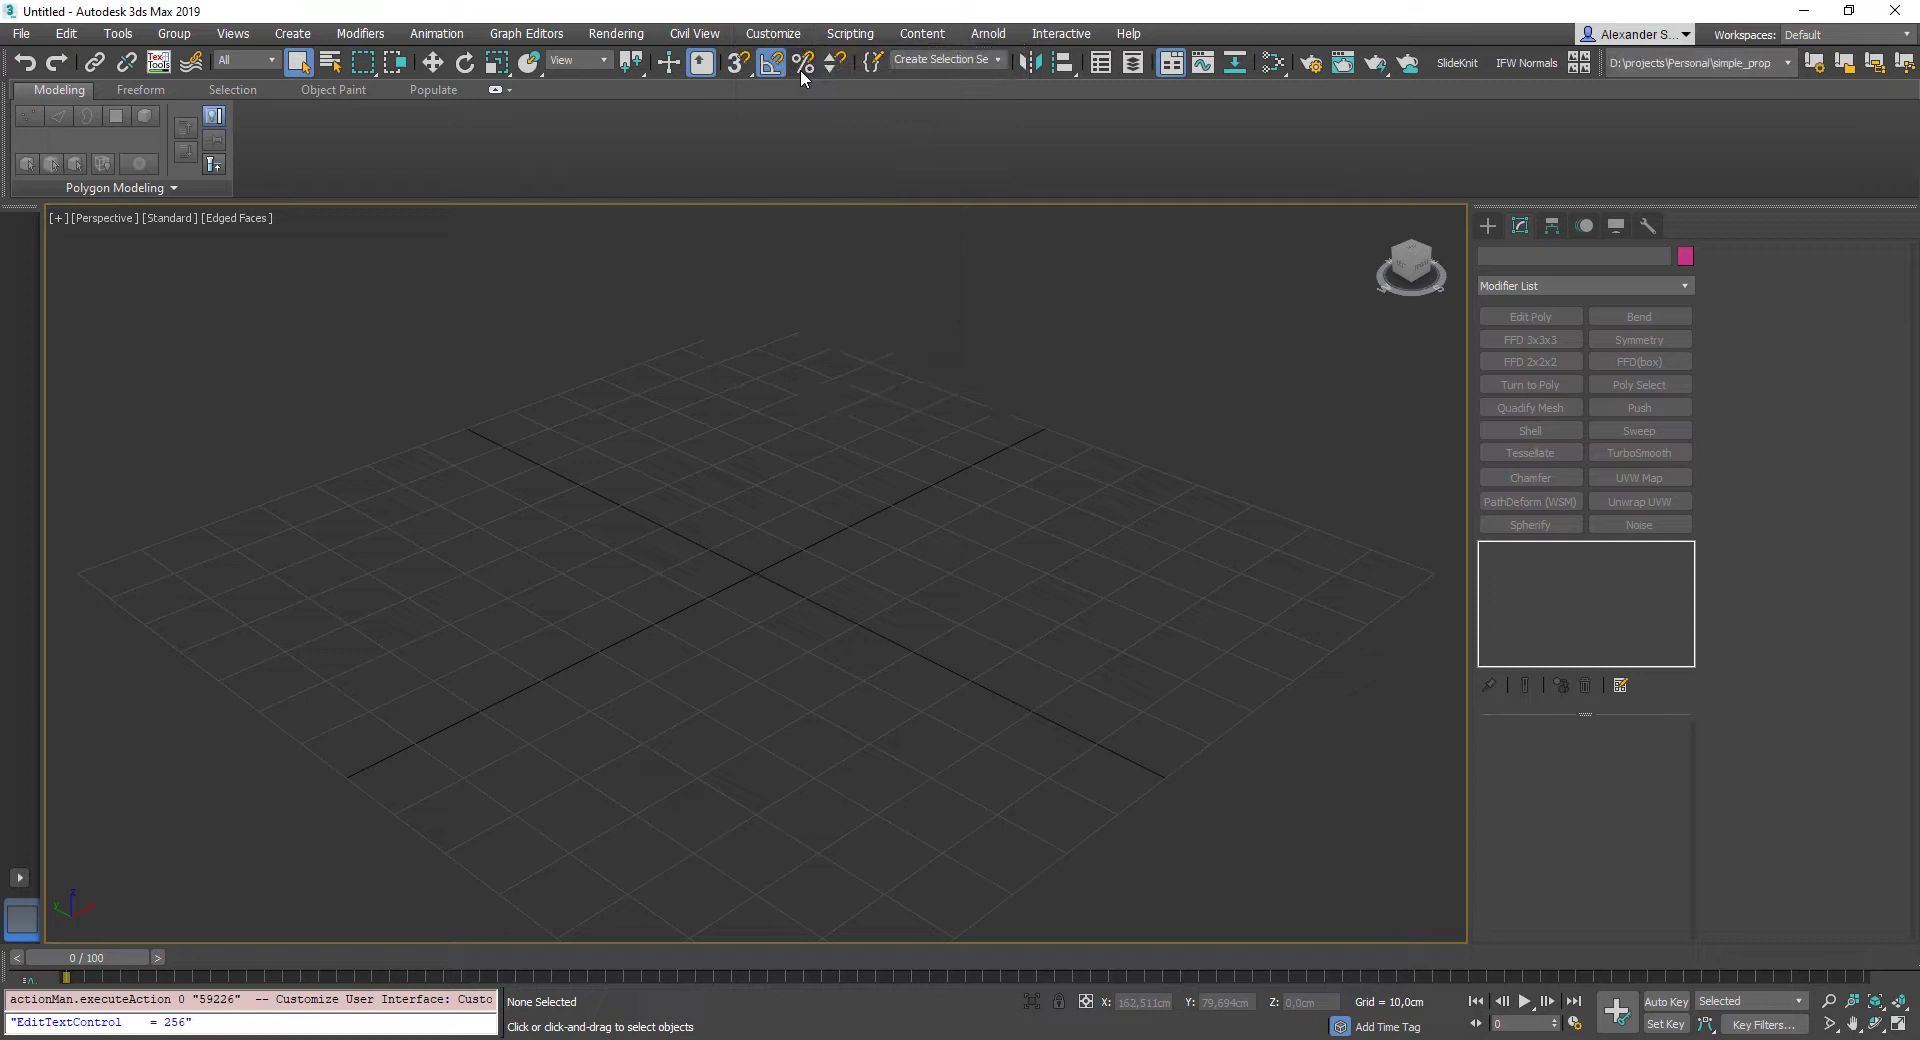 Untitled - Autodesk 3ds Max 2019
File Edit Tools Group Views Create Modifiers Animation Graph Editors Rendering Civil View Customize Scripting Content Arnold Interactive Help
Alexander S... Workspaces: Default
Tex Tools All View 3 Create Selection Se SlideKnit IFW Normals D:\projects\Personal\simple_prop
Modeling Freeform Selection Object Paint Populate
Polygon Modeling
[+] [Perspective] [Standard] [Edged Faces]
Modifier List
Edit Poly Bend
FFD 3x3x3 Symmetry
FFD 2x2x2 FFD(box)
Turn to Poly Poly Select
Quadify Mesh Push
Shell Sweep
Tessellate TurboSmooth
Chamfer UVW Map
PathDeform (WSM) Unwrap UVW
Spherify Noise
z
y
< 0 / 100 >
actionMan.executeAction 0 "59226" -- Customize User Interface: Custo
"EditTextControl = 256"
None Selected
Click or click-and-drag to select objects
X: 162,511cm Y: 79,694cm Z: 0,0cm Grid = 10,0cm
Add Time Tag
0
Auto Key Selected
Set Key Key Filters...